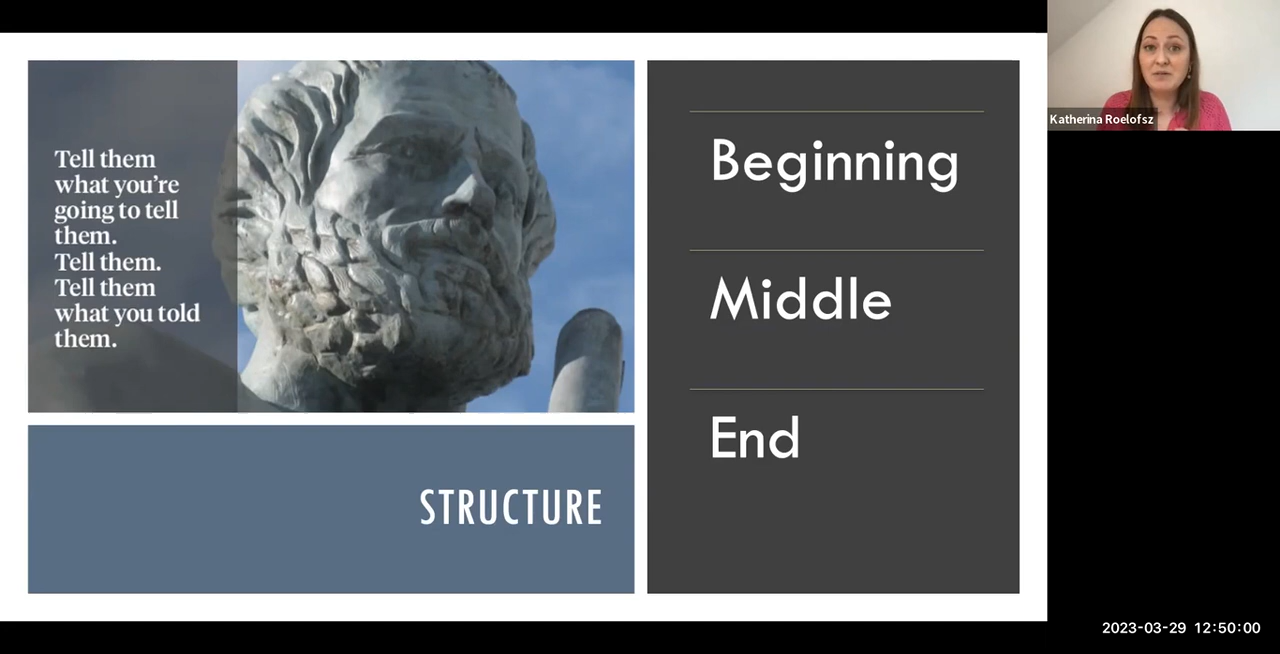 Tell them
what you’re
going to tell
them.
Tell them.
Tell them
what you told
them.
STRUCTURE
Beginning
Middle
End
Katherina Roelofsz
2023-03-29 12:50:00